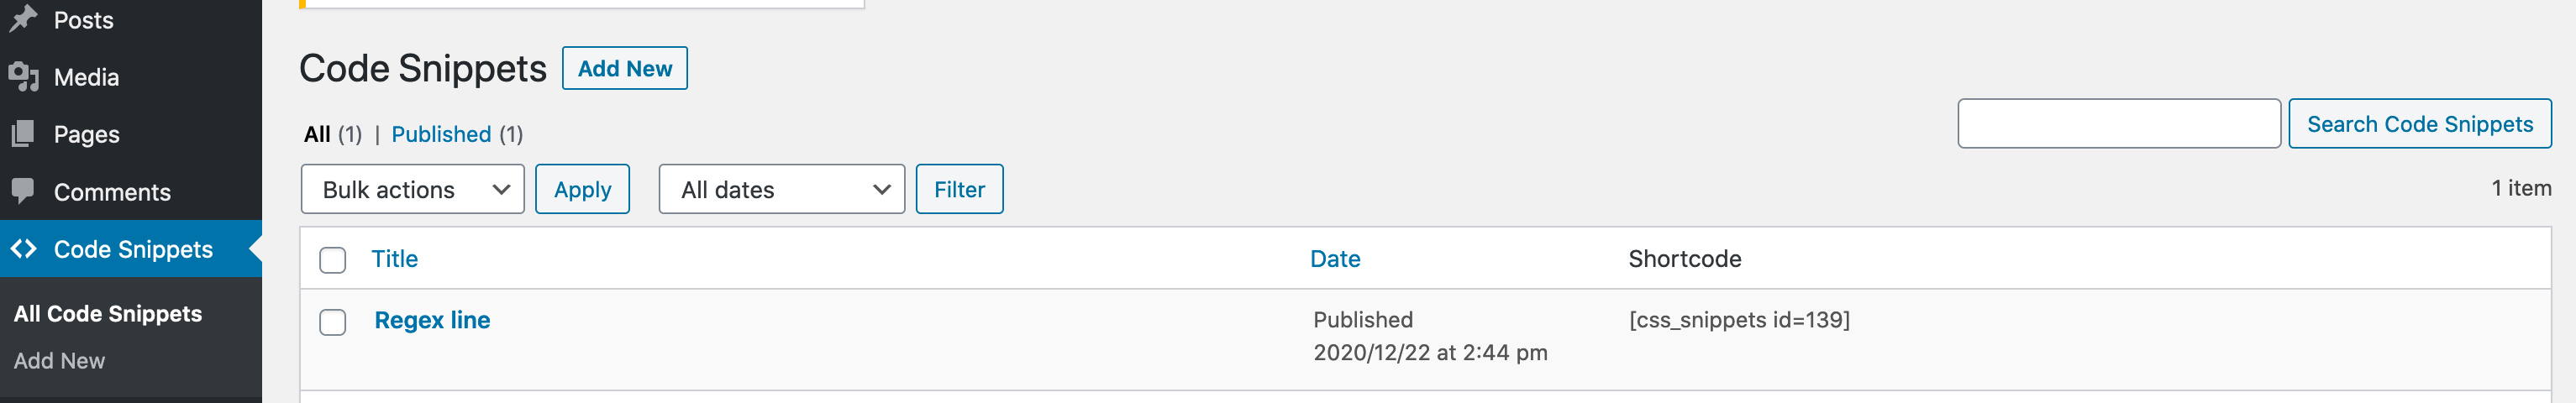 Posts
Media
Pages
Comments
Code Snippets
All Code Snippets
Add New
Code Snippets Add New
All (1) | Published (1)
Search Code Snippets
Bulk actions Apply All dates Filter
1 item
Title Date Shortcode
Regex line Published [css_snippets id=139]
2020/12/22 at 2:44 pm